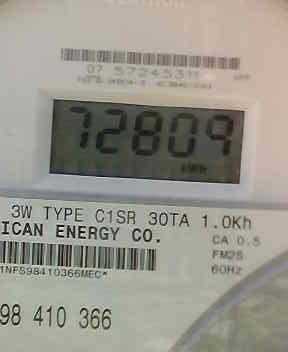 07 57245311
72809
KWH
3W TYPE C1SR 30TA 1.0Kh
ICAN ENERGY CO.
CA 0.5
FM2S
60Hz
1NFS98410366MEC*
98 410 366